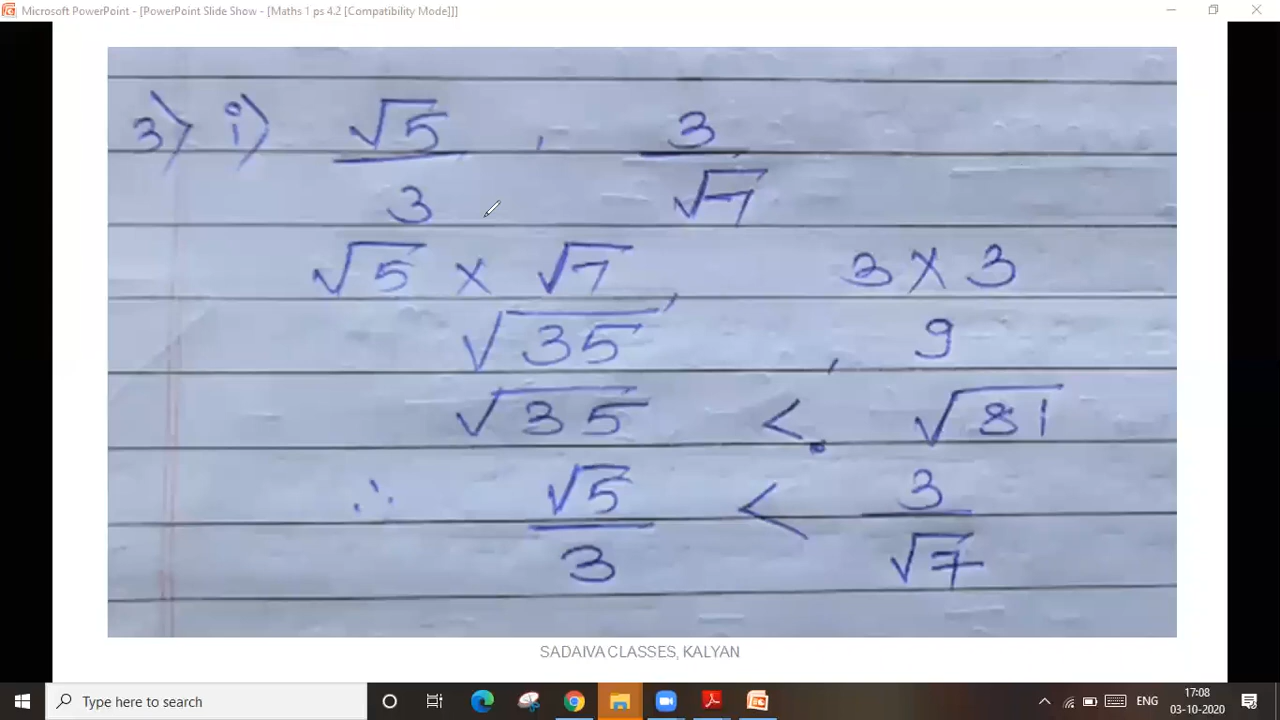 Microsoft PowerPoint - [PowerPoint Slide Show - [Maths 1 ps 4.2 [Compatibility Mode]]]
3) i) √5/3 , 3/√7
√5 × √7 , 3 × 3
√35 , 9
√35 < √81
∴ √5/3 < 3/√7
SADAIVA CLASSES, KALYAN
Type here to search
ENG
17:08
03-10-2020